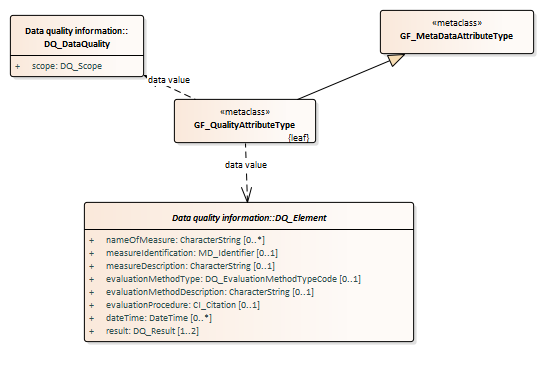 «metaclass»
GF_MetaDataAttributeType
Data quality information::
DQ_DataQuality
+ scope: DQ_Scope
data value
«metaclass»
GF_QualityAttributeType
{leaf}
data value
Data quality information::DQ_Element
+ nameOfMeasure: CharacterString [0..*]
+ measureIdentification: MD_Identifier [0..1]
+ measureDescription: CharacterString [0..1]
+ evaluationMethodType: DQ_EvaluationMethodTypeCode [0..1]
+ evaluationMethodDescription: CharacterString [0..1]
+ evaluationProcedure: CI_Citation [0..1]
+ dateTime: DateTime [0..*]
+ result: DQ_Result [1..2]